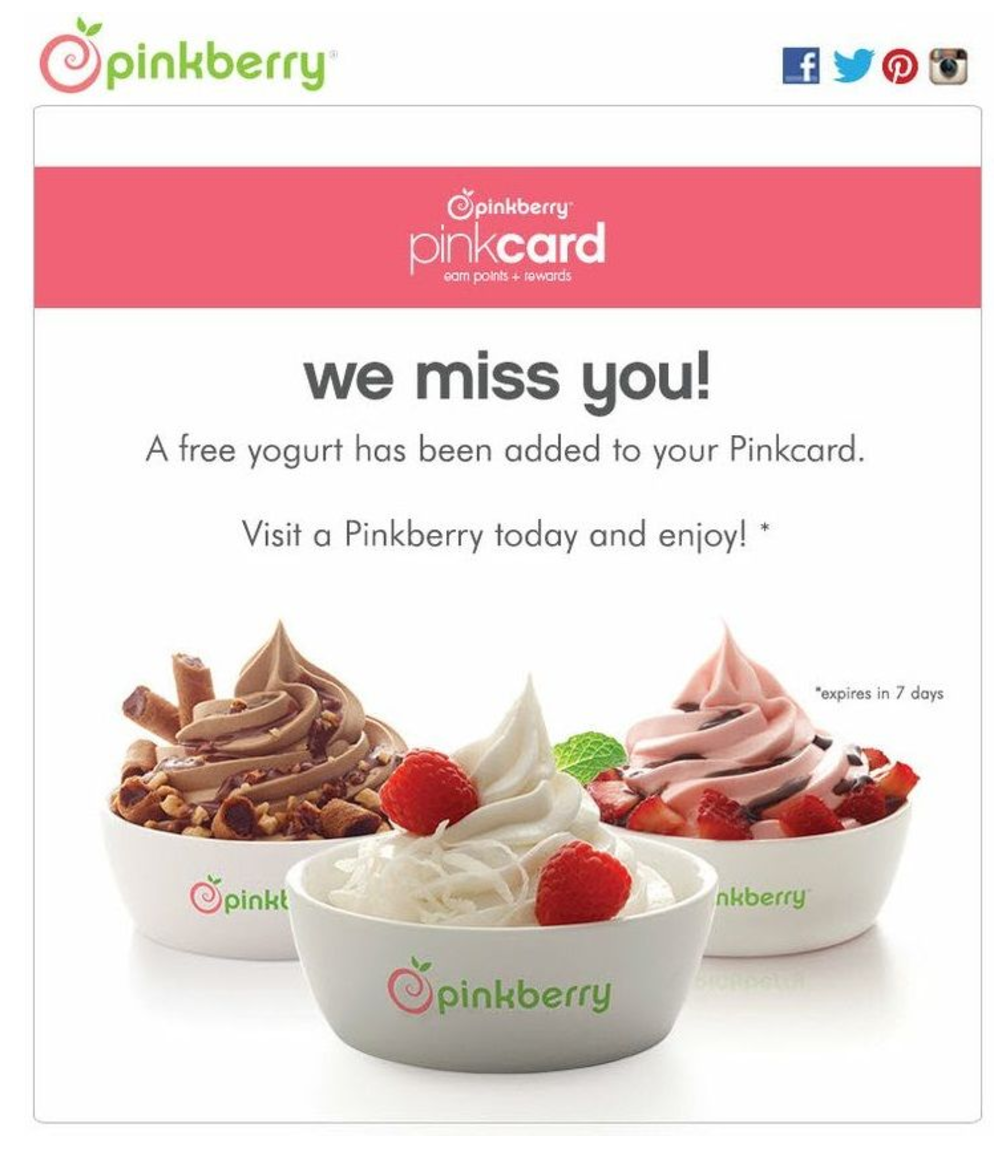 pinkberry®
pinkberry
pinkcard
earn points + rewards
we miss you!
A free yogurt has been added to your Pinkcard.
Visit a Pinkberry today and enjoy! *
*expires in 7 days
pinkb
nkberry
pinkberry